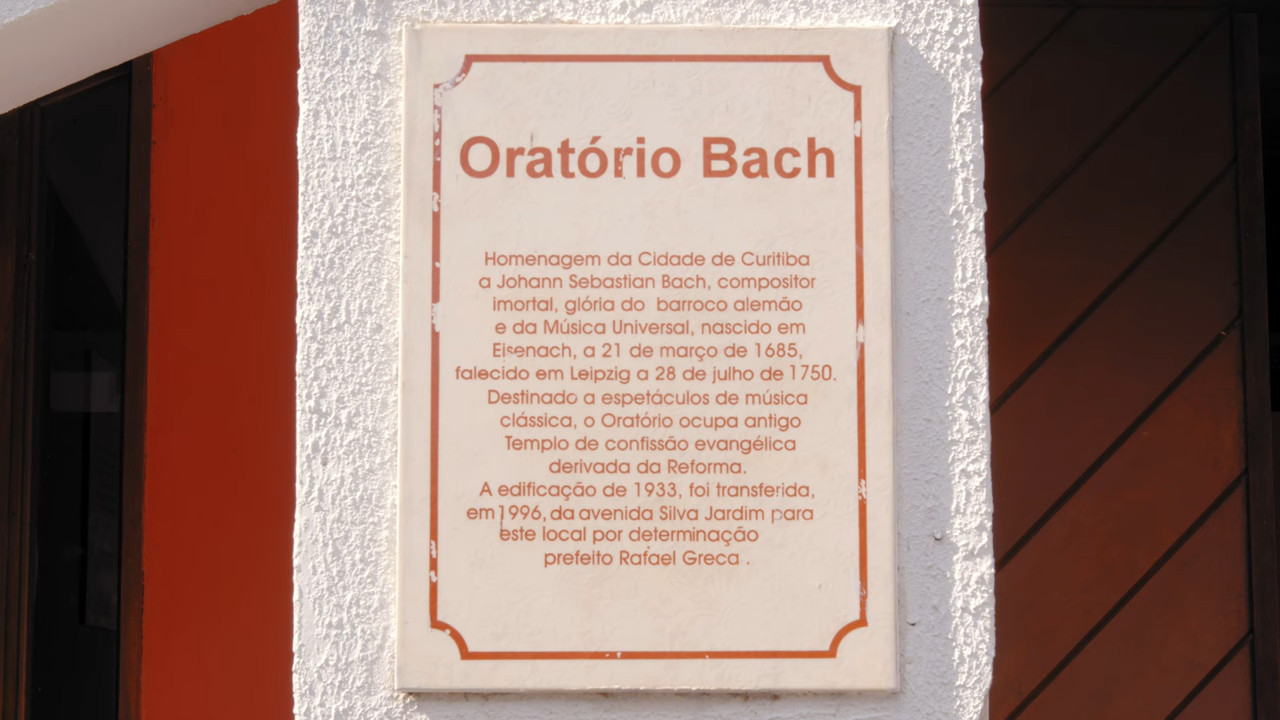 Oratório Bach
Homenagem da Cidade de Curitiba
a Johann Sebastian Bach, compositor
imortal, glória do barroco alemão
e da Música Universal, nascido em
Eisenach, a 21 de março de 1685,
falecido em Leipzig a 28 de julho de 1750.
Destinado a espetáculos de música
clássica, o Oratório ocupa antigo
Templo de confissão evangélica
derivada da Reforma.
A edificação de 1933, foi transferida,
em 1996, da avenida Silva Jardim para
este local por determinação
prefeito Rafael Greca .